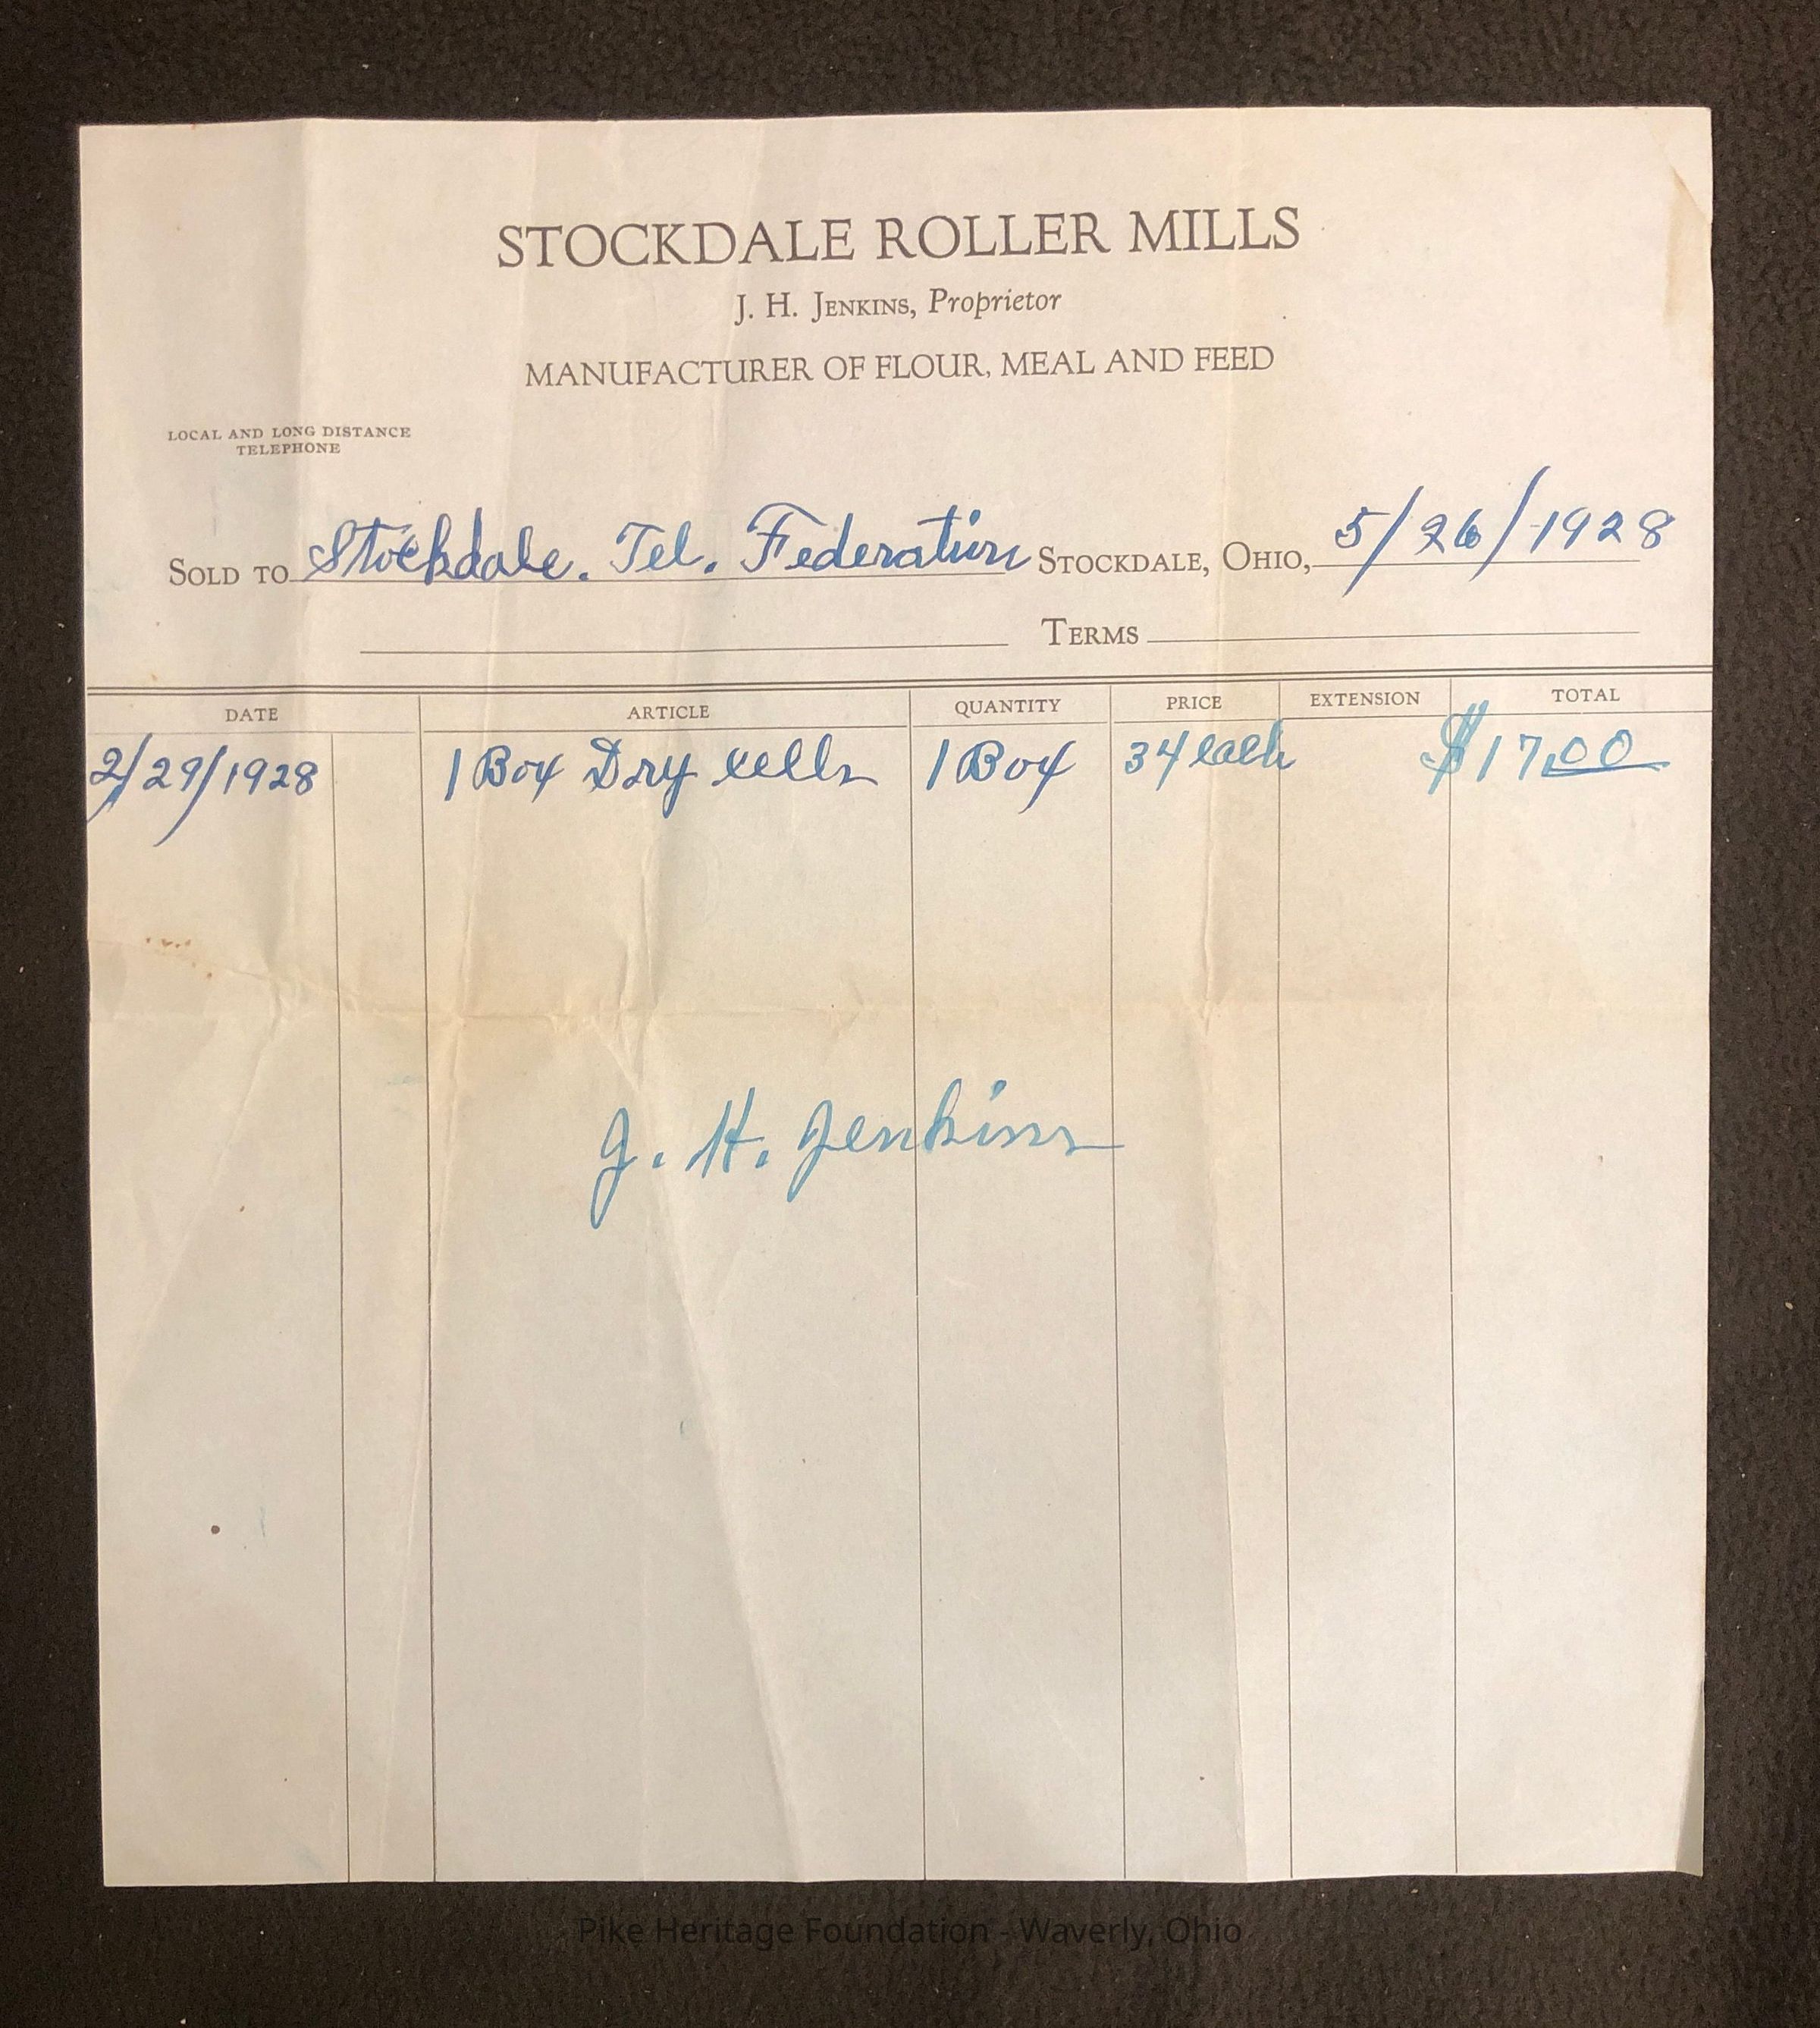 STOCKDALE ROLLER MILLS
J. H. JENKINS, Proprietor
MANUFACTURER OF FLOUR, MEAL AND FEED
LOCAL AND LONG DISTANCE
TELEPHONE
SOLD TO Stockdale. Tel. Federation STOCKDALE, OHIO, 5/26/1928
TERMS
DATE ARTICLE QUANTITY PRICE EXTENSION TOTAL
2/29/1928 1 Box Dry cells 1 Box 34 each $17.00
J. H. Jenkins
Pike Heritage Foundation - Waverly, Ohio